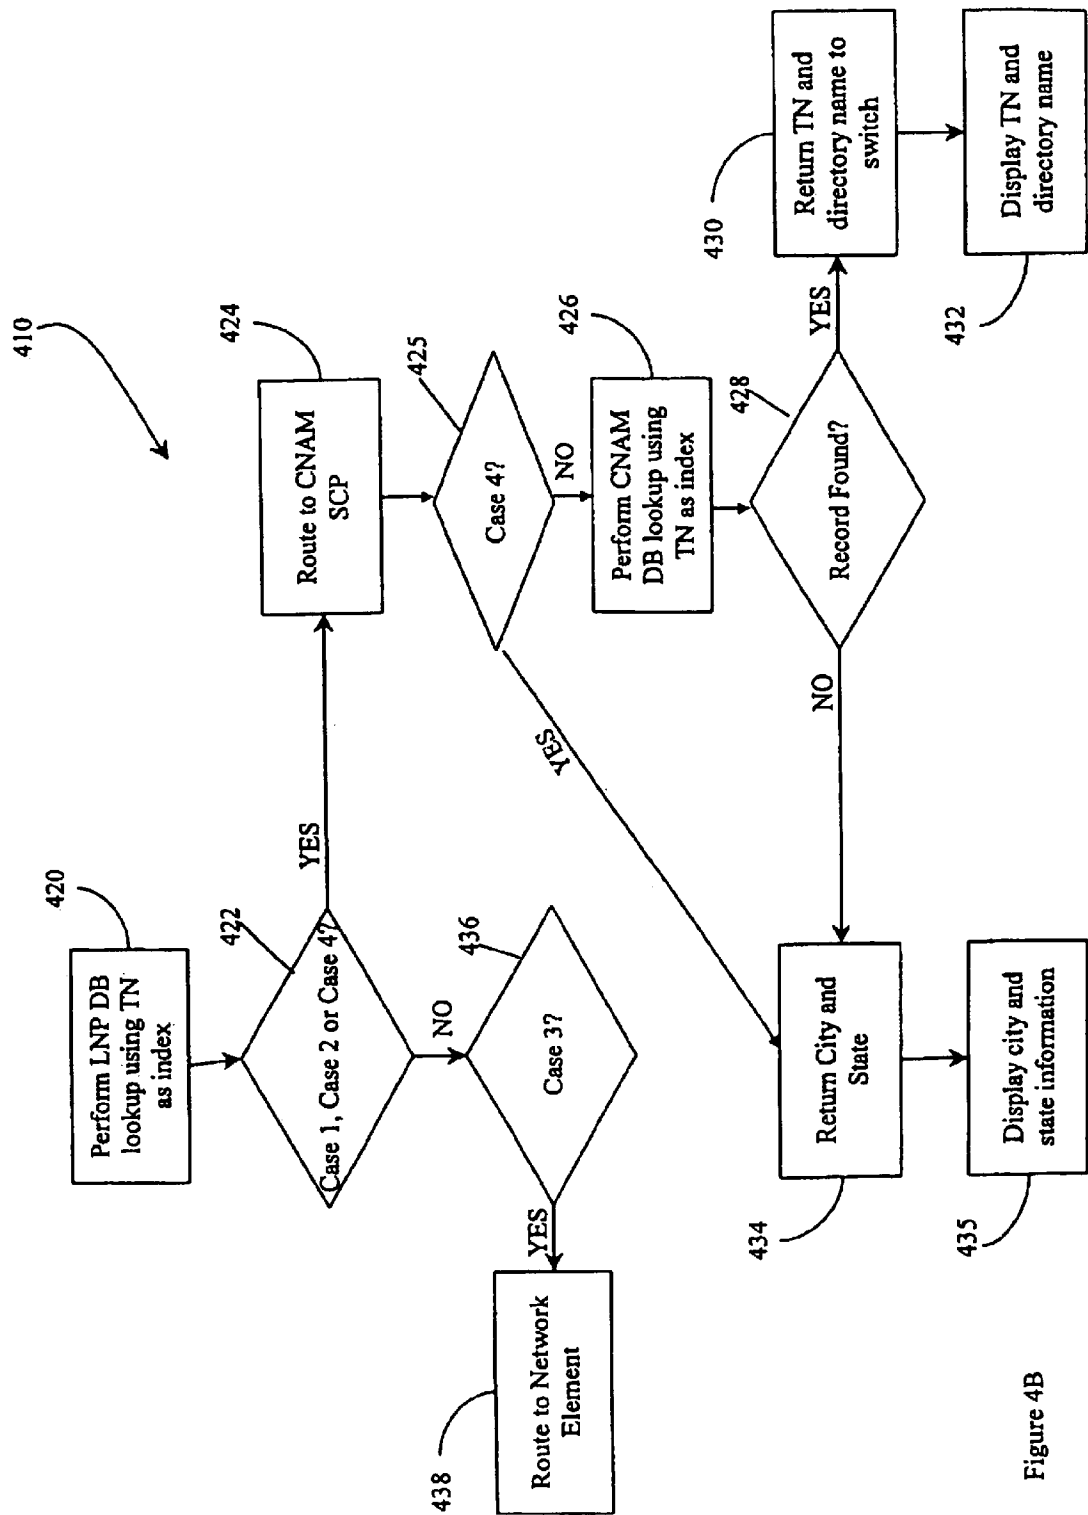 410
420
Perform LNP DB
lookup using TN
as index
422
Case 1, Case 2 or Case 4?
YES
NO
424
Route to CNAM
SCP
425
Case 4?
YES
NO
436
Case 3?
YES
438
Route to Network
Element
426
Perform CNAM
DB lookup using
TN as index
428
Record Found?
YES
NO
430
Return TN and
directory name to
switch
432
Display TN and
directory name
434
Return City and
State
435
Display city and
state information
Figure 4B